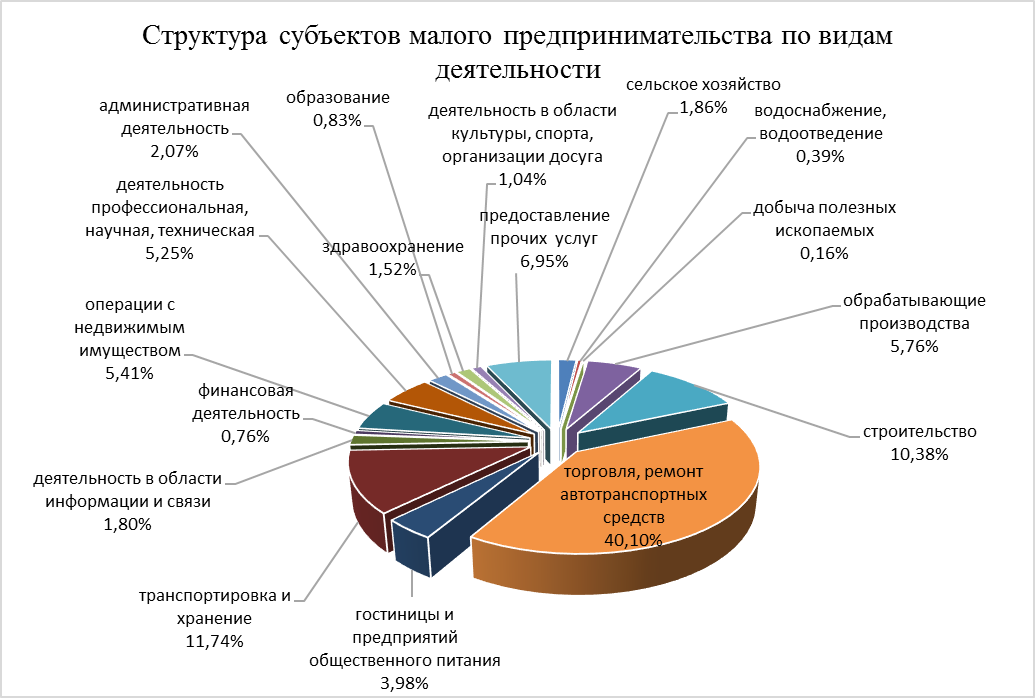 Структура субъектов малого предпринимательства по видам
деятельности
сельское хозяйство
1,86%
водоснабжение,
водоотведение
0,39%
добыча полезных
ископаемых
0,16%
обрабатывающие
производства
5,76%
строительство
10,38%
торговля, ремонт
автотранспортных
средств
40,10%
гостиницы и
предприятий
общественного питания
3,98%
транспортировка и
хранение
11,74%
деятельность в области
информации и связи
1,80%
финансовая
деятельность
0,76%
операции с
недвижимым
имуществом
5,41%
деятельность
профессиональная,
научная, техническая
5,25%
административная
деятельность
2,07%
образование
0,83%
здравоохранение
1,52%
деятельность в области
культуры, спорта,
организации досуга
1,04%
предоставление
прочих услуг
6,95%